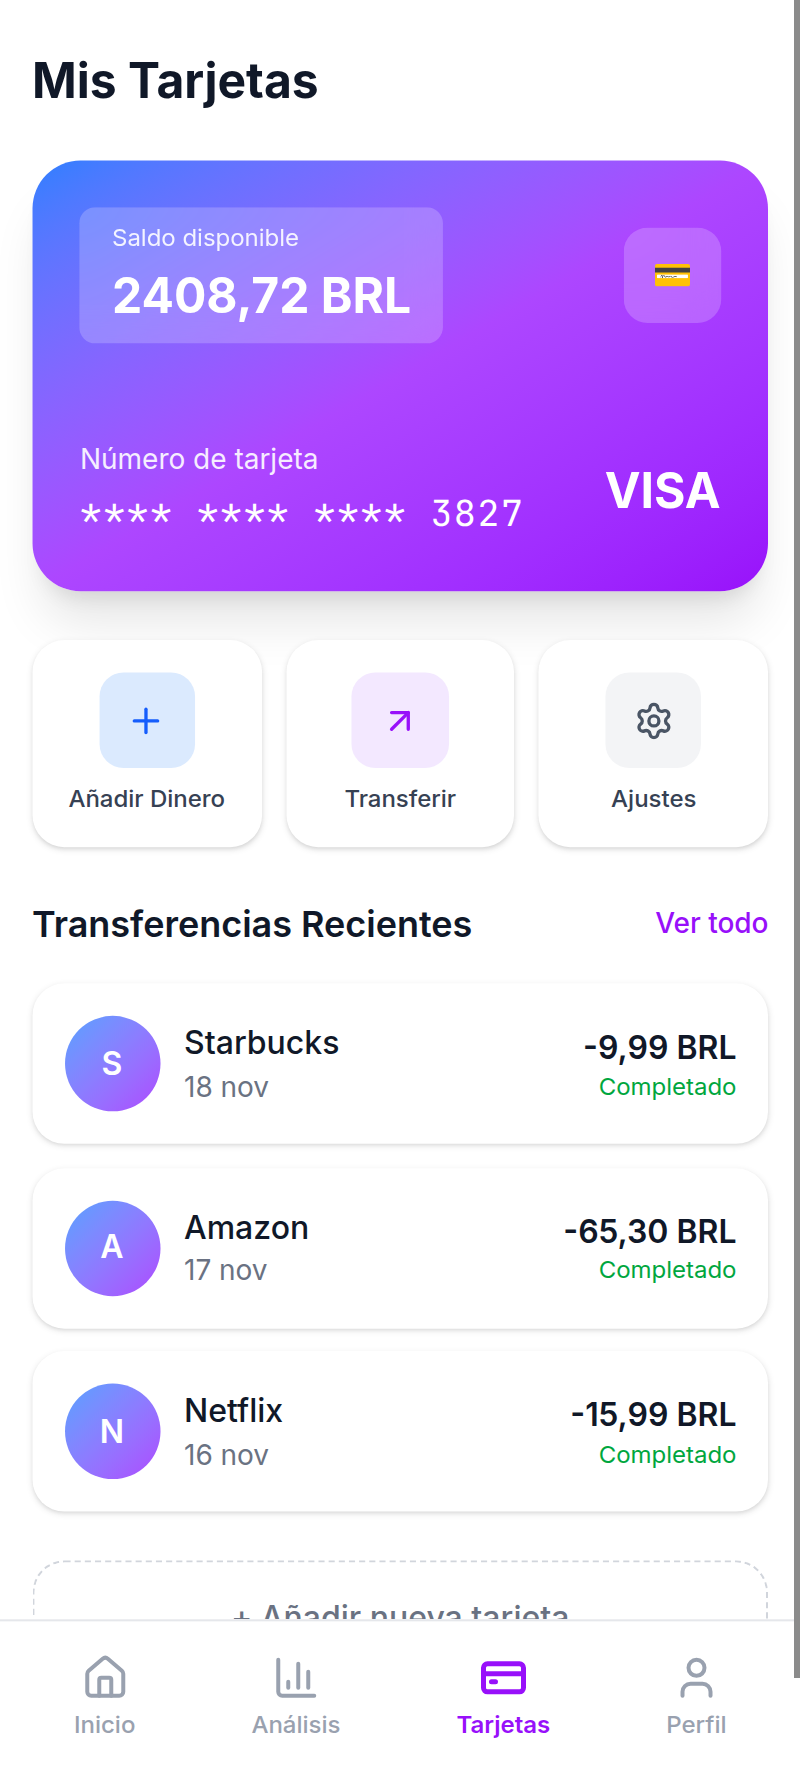 Mis Tarjetas
Saldo disponible
2408,72 BRL
Número de tarjeta
**** **** **** 3827
VISA
Añadir Dinero
Transferir
Ajustes
Transferencias Recientes
Ver todo
S
Starbucks
18 nov
-9,99 BRL
Completado
A
Amazon
17 nov
-65,30 BRL
Completado
N
Netflix
16 nov
-15,99 BRL
Completado
+ Añadir nueva tarjeta
Inicio
Análisis
Tarjetas
Perfil